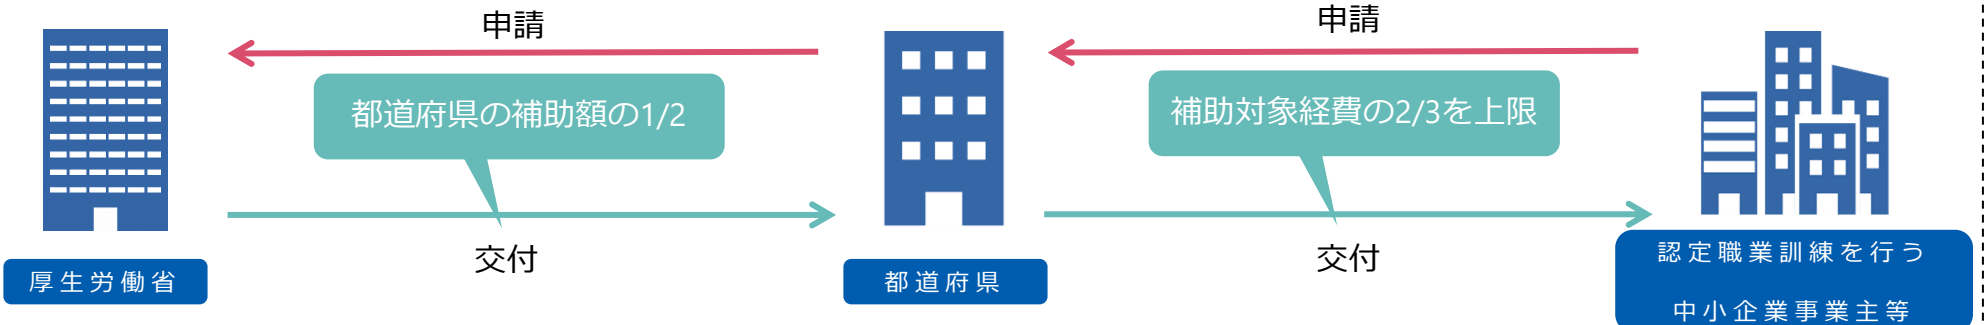 申請
申請
都道府県の補助額の1/2
補助対象経費の2/3を上限
交付
交付
厚生労働省
都道府県
認定職業訓練を行う
中小企業事業主等